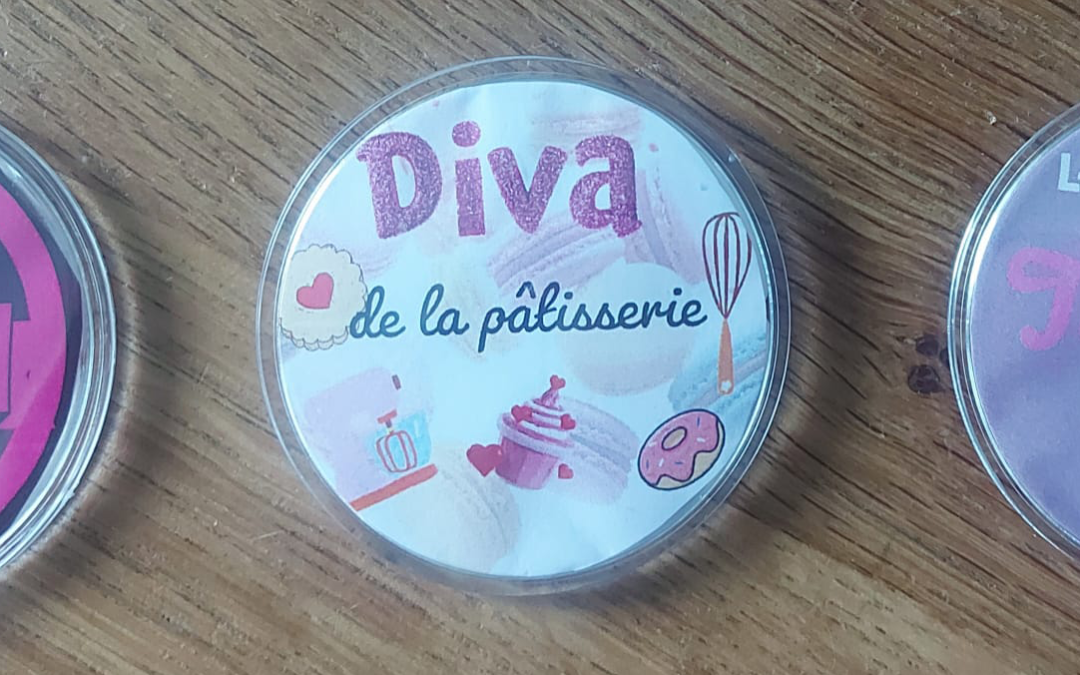 Diva
de la pâtisserie